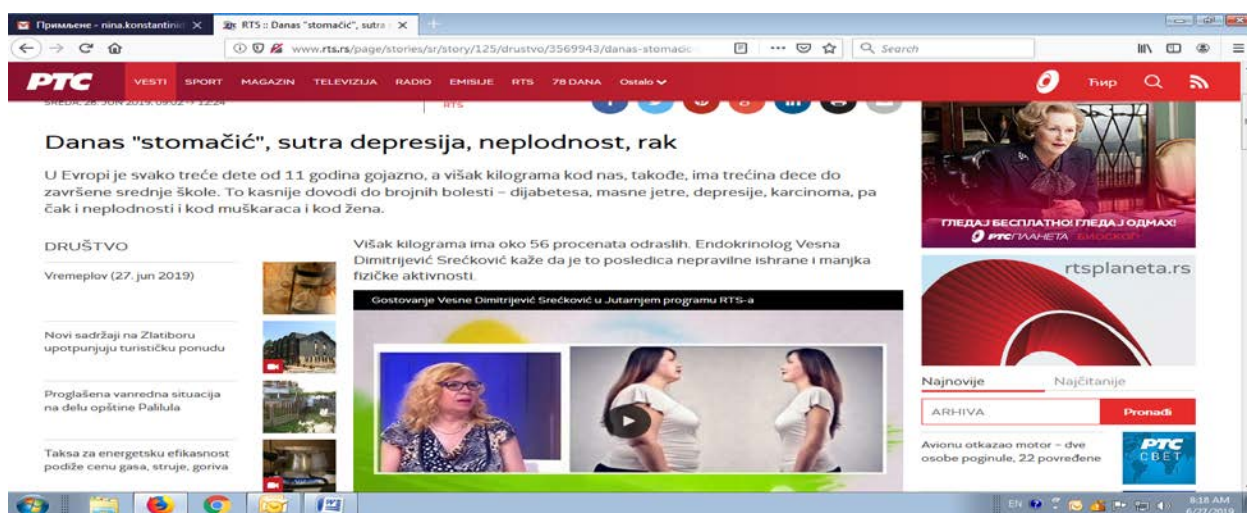 Примљене - nina.konstantini
RTS :: Danas "stomačić", sutra
www.rts.rs/page/stories/sr/story/125/drustvo/3569943/danas-stomacic
Search
РТС
VESTI SPORT MAGAZIN TELEVIZIJA RADIO EMISIJE RTS 78 DANA Ostalo
Ћир
SREDA, 26. JUN 2019, 09:02 -> 12:24
RTS
Danas "stomačić", sutra depresija, neplodnost, rak
U Evropi je svako treće dete od 11 godina gojazno, a višak kilograma kod nas, takođe, ima trećina dece do
završene srednje škole. To kasnije dovodi do brojnih bolesti – dijabetesa, masne jetre, depresije, karcinoma, pa
čak i neplodnosti i kod muškaraca i kod žena.
DRUŠTVO
Vremeplov (27. jun 2019)
Novi sadržaji na Zlatiboru
upotpunjuju turističku ponudu
Proglašena vanredna situacija
na delu opštine Palilula
Taksa za energetsku efikasnost
podiže cenu gasa, struje, goriva
Višak kilograma ima oko 56 procenata odraslih. Endokrinolog Vesna
Dimitrijević Srećković kaže da je to posledica nepravilne ishrane i manjka
fizičke aktivnosti.
Gostovanje Vesne Dimitrijević Srećković u Jutarnjem programu RTS-a
ГЛЕДАЈ БЕСПЛАТНО! ГЛЕДАЈ ОДМАХ!
РТС ПЛАНЕТА БИОСКОП
rtsplaneta.rs
Najnovije Najčitanije
ARHIVA Pronađi
Avionu otkazao motor – dve
osobe poginule, 22 povređene
РТС
СВЕТ
EN
8:18 AM
6/27/2019